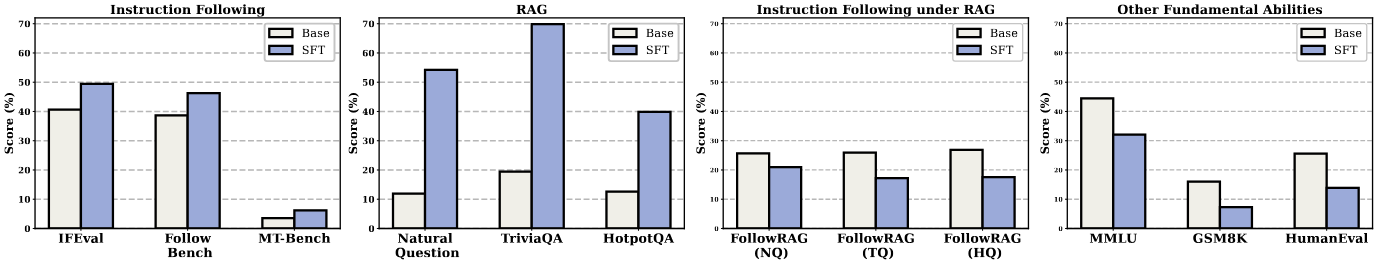 Instruction Following
Score (%)
70
60
50
40
30
20
10
0
Base
SFT
IFEval
Follow
Bench
MT-Bench
RAG
Score (%)
70
60
50
40
30
20
10
0
Base
SFT
Natural
Question
TriviaQA
HotpotQA
Instruction Following under RAG
Score (%)
70
60
50
40
30
20
10
0
Base
SFT
FollowRAG
(NQ)
FollowRAG
(TQ)
FollowRAG
(HQ)
Other Fundamental Abilities
Score (%)
70
60
50
40
30
20
10
0
Base
SFT
MMLU
GSM8K
HumanEval